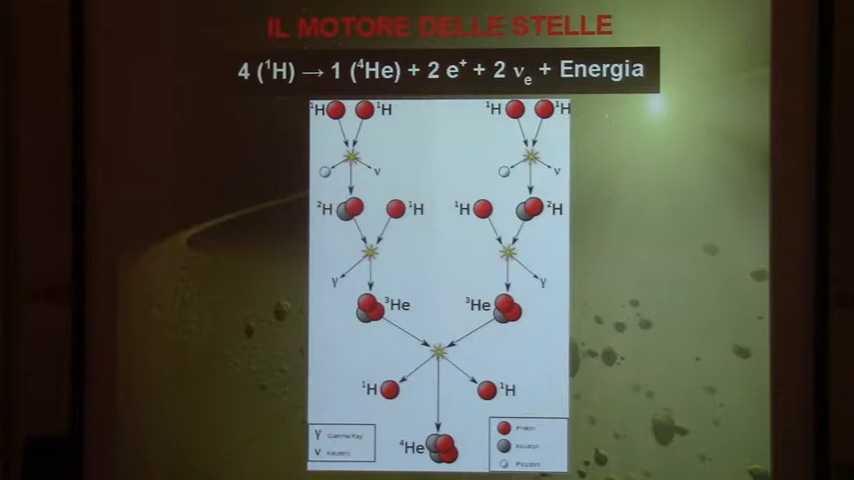 IL MOTORE DELLE STELLE
4 (¹H) → 1 (⁴He) + 2 e⁺ + 2 νₑ + Energia
¹H ¹H ¹H ¹H
ν ν
²H ¹H ¹H ²H
γ γ
³He ³He
¹H ¹H
⁴He
γ Gamma Ray
ν Neutrino
Proton
Neutron
Positron